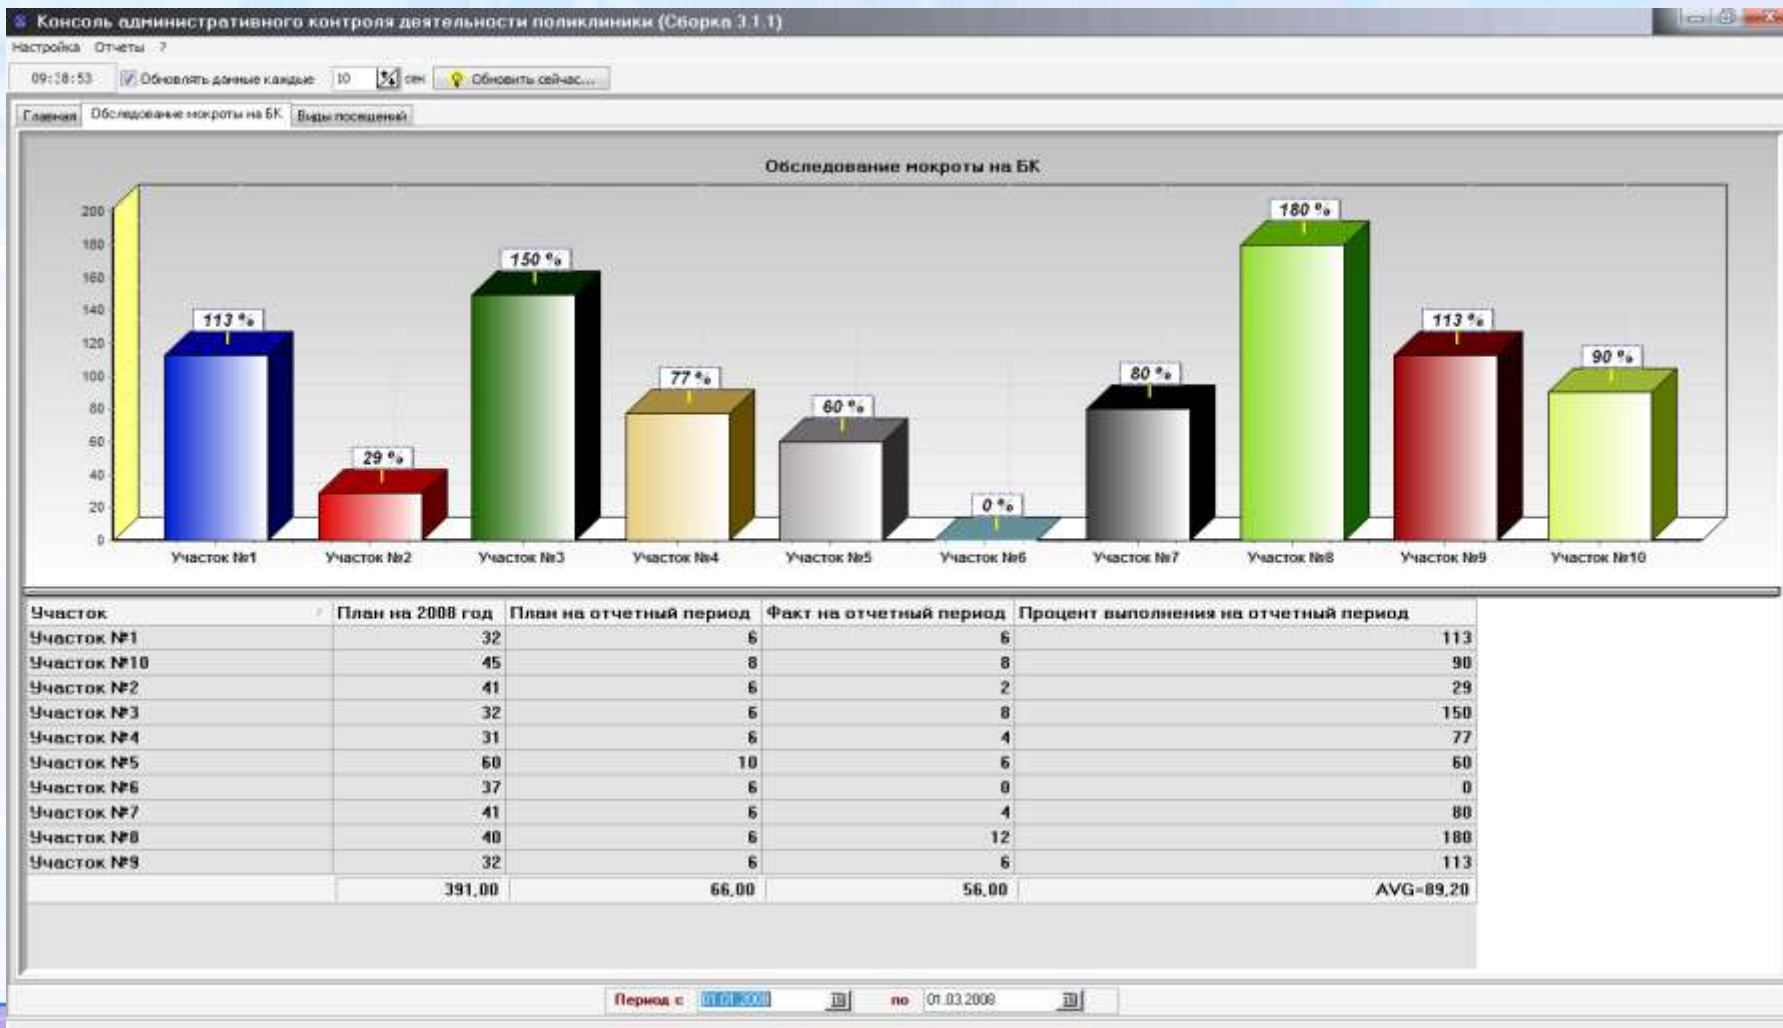 Консоль административного контроля деятельности поликлиники (Сборка 3.1.1)
Настройка Отчеты ?
09:38:53 Обновлять данные каждые 10 сек Обновить сейчас...
Главная Обследование мокроты на БК Виды посещений
Обследование мокроты на БК
200
180
160
140
120
100
80
60
40
20
0
113 %
29 %
150 %
77 %
60 %
0 %
80 %
180 %
113 %
90 %
Участок №1 Участок №2 Участок №3 Участок №4 Участок №5 Участок №6 Участок №7 Участок №8 Участок №9 Участок №10
Участок План на 2008 год План на отчетный период Факт на отчетный период Процент выполнения на отчетный период
Участок №1 32 6 6 113
Участок №10 45 8 8 90
Участок №2 41 6 2 29
Участок №3 32 6 8 150
Участок №4 31 6 4 77
Участок №5 60 10 6 60
Участок №6 37 6 0 0
Участок №7 41 6 4 80
Участок №8 40 6 12 180
Участок №9 32 6 6 113
391,00 66,00 56,00 AVG=89,20
Период с 01.01.2008 по 01.03.2008